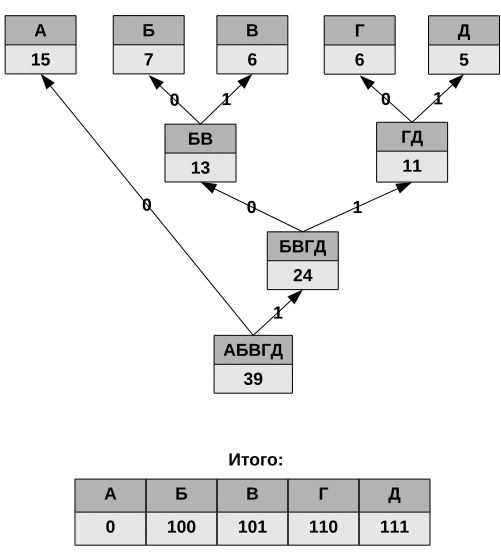 А Б В Г Д
15 7 6 6 5
0 1 0 1
БВ ГД
13 11
0 0 1
БВГД
24
1
АБВГД
39
Итого:
А Б В Г Д
0 100 101 110 111